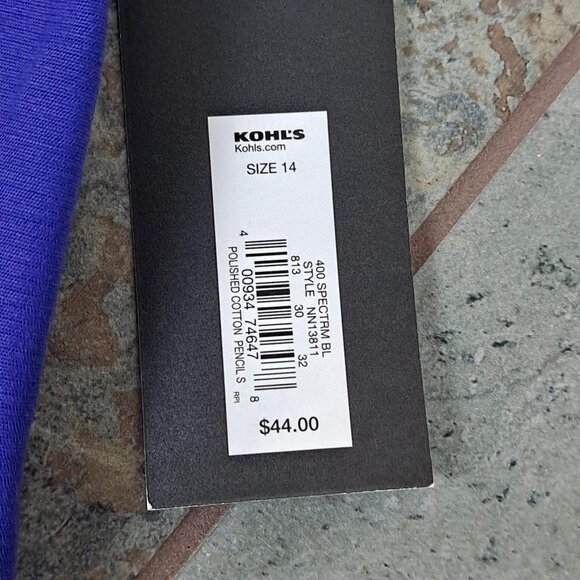 KOHL'S
Kohls.com
SIZE 14
400 SPECTRM BL
STYLE NN13811
813 30 32
4 00934 74647 8
POLISHED COTTON PENCIL S RPI
$44.00